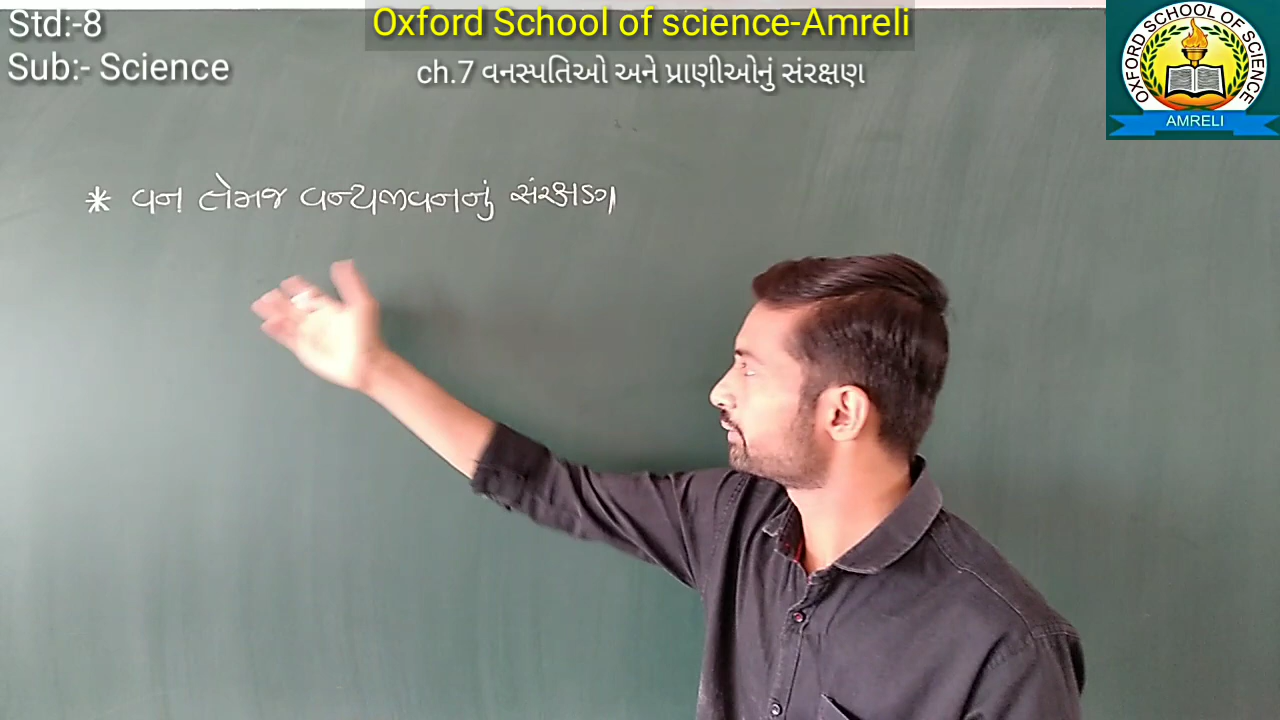 Std:-8
Oxford School of science-Amreli
Sub:- Science
ch.7 વનસ્પતિઓ અને પ્રાણીઓનું સંરક્ષણ
OXFORD SCHOOL OF SCIENCE
AMRELI
* વન તેમજ વન્યજીવનનું સંરક્ષણ